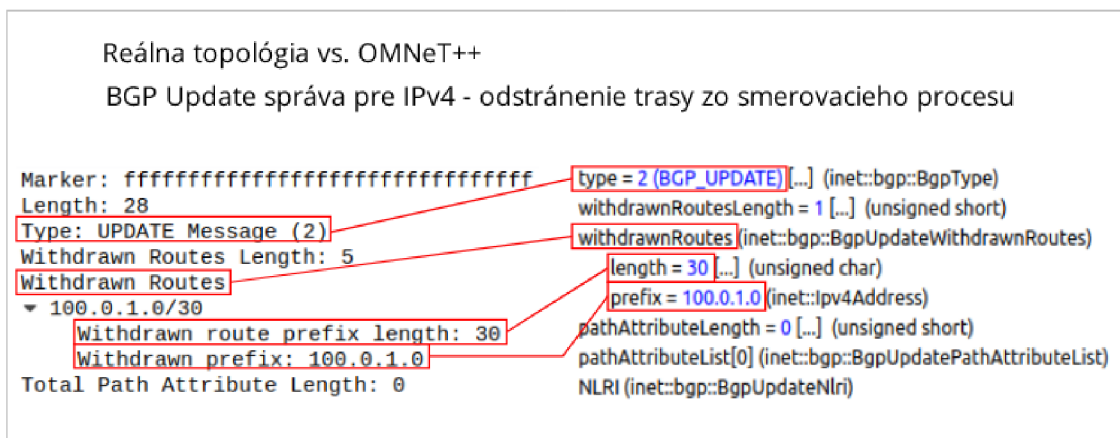 Reálna topológia vs. OMNeT++
BGP Update správa pre IPv4 - odstránenie trasy zo smerovacieho procesu
Marker: ffffffffffffffffffffffffffffffff
Length: 28
Type: UPDATE Message (2)
Withdrawn Routes Length: 5
Withdrawn Routes
▾ 100.0.1.0/30
Withdrawn route prefix length: 30
Withdrawn prefix: 100.0.1.0
Total Path Attribute Length: 0
type = 2 (BGP_UPDATE) [...] (inet::bgp::BgpType)
withdrawnRoutesLength = 1 [...] (unsigned short)
withdrawnRoutes (inet::bgp::BgpUpdateWithdrawnRoutes)
length = 30 [...] (unsigned char)
prefix = 100.0.1.0 (inet::Ipv4Address)
pathAttributeLength = 0 [...] (unsigned short)
pathAttributeList[0] (inet::bgp::BgpUpdatePathAttributeList)
NLRI (inet::bgp::BgpUpdateNlri)